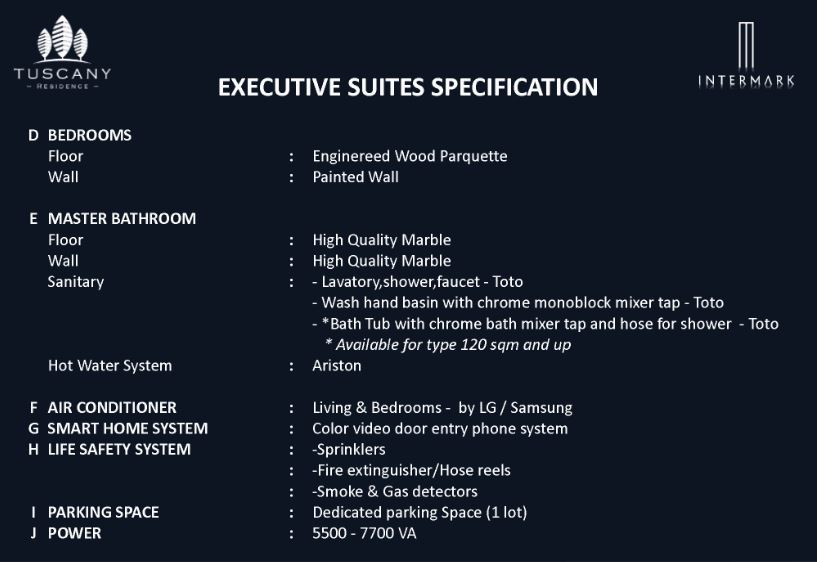 TUSCANY
- RESIDENCE -
INTERMARK
EXECUTIVE SUITES SPECIFICATION
D BEDROOMS
Floor : Enginereed Wood Parquette
Wall : Painted Wall
E MASTER BATHROOM
Floor : High Quality Marble
Wall : High Quality Marble
Sanitary : - Lavatory,shower,faucet - Toto
- Wash hand basin with chrome monoblock mixer tap - Toto
- *Bath Tub with chrome bath mixer tap and hose for shower - Toto
* Available for type 120 sqm and up
Hot Water System : Ariston
F AIR CONDITIONER : Living & Bedrooms - by LG / Samsung
G SMART HOME SYSTEM : Color video door entry phone system
H LIFE SAFETY SYSTEM : -Sprinklers
: -Fire extinguisher/Hose reels
: -Smoke & Gas detectors
I PARKING SPACE : Dedicated parking Space (1 lot)
J POWER : 5500 - 7700 VA